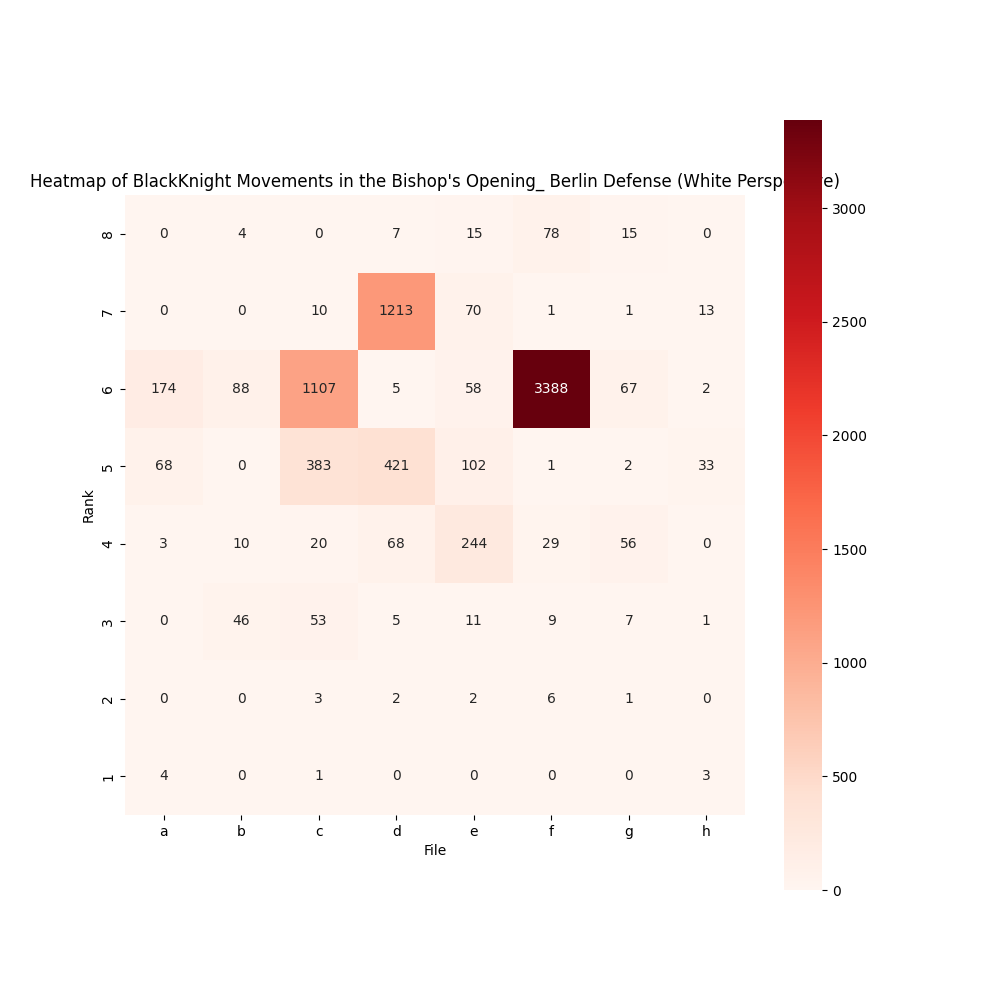 Heatmap of BlackKnight Movements in the Bishop's Opening_ Berlin Defense (White Perspective)
3000
8 0 4 0 7 15 78 15 0
2500
7 0 0 10 1213 70 1 1 13
6 174 88 1107 5 58 3388 67 2
2000
5 68 0 383 421 102 1 2 33
Rank
4 3 10 20 68 244 29 56 0
1500
3 0 46 53 5 11 9 7 1
1000
2 0 0 3 2 2 6 1 0
1 4 0 1 0 0 0 0 3
500
a b c d e f g h
File
0